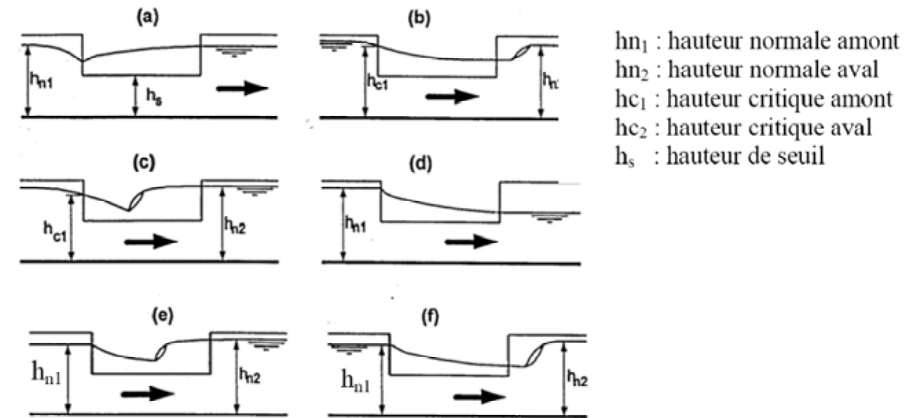 (a)
hn1
hs
(b)
hc1
hn:
hn1 : hauteur normale amont
hn2 : hauteur normale aval
hc1 : hauteur critique amont
hc2 : hauteur critique aval
hs : hauteur de seuil
(c)
hc1
hn2
(d)
hn1
(e)
hn1
hn2
(f)
hn1
hn2